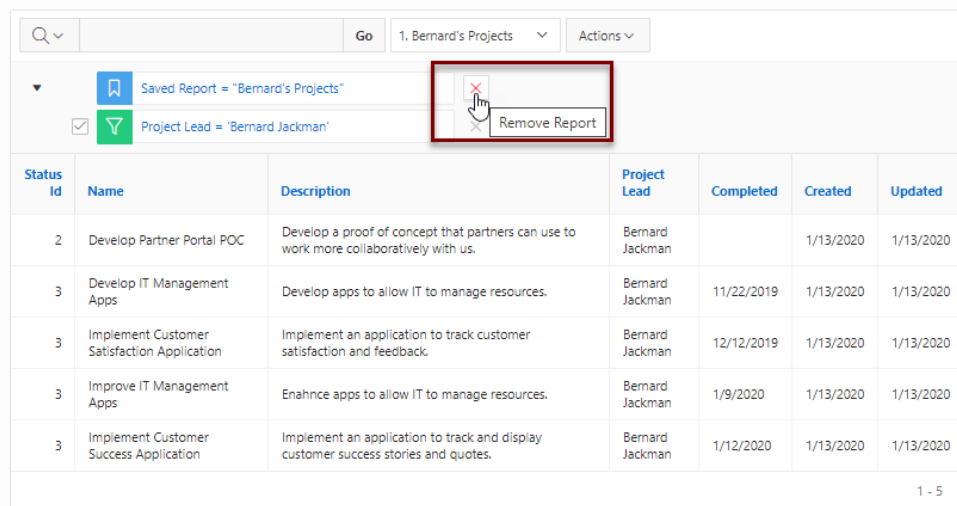 Go
1. Bernard's Projects
Actions
Saved Report = "Bernard's Projects"
Project Lead = 'Bernard Jackman'
Remove Report
Status
Id
Name
Description
Project
Lead
Completed
Created
Updated
2
Develop Partner Portal POC
Develop a proof of concept that partners can use to
work more collaboratively with us.
Bernard
Jackman
1/13/2020
1/13/2020
3
Develop IT Management
Apps
Develop apps to allow IT to manage resources.
Bernard
Jackman
11/22/2019
1/13/2020
1/13/2020
3
Implement Customer
Satisfaction Application
Implement an application to track customer
satisfaction and feedback.
Bernard
Jackman
12/12/2019
1/13/2020
1/13/2020
3
Improve IT Management
Apps
Enahnce apps to allow IT to manage resources.
Bernard
Jackman
1/9/2020
1/13/2020
1/13/2020
3
Implement Customer
Success Application
Implement an application to track and display
customer success stories and quotes.
Bernard
Jackman
1/12/2020
1/13/2020
1/13/2020
1 - 5